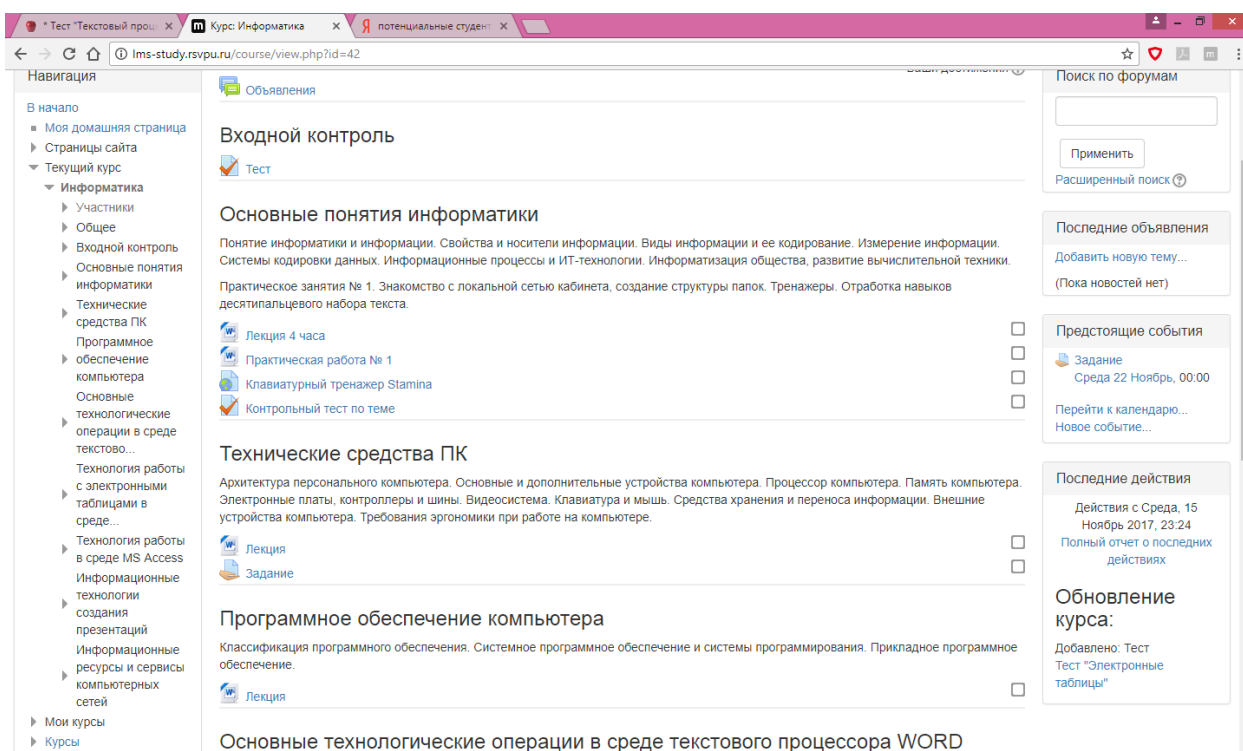 * Тест "Текстовый проц
Курс: Информатика
потенциальные студент
lms-study.rsvpu.ru/course/view.php?id=42
Навигация
В начало
Моя домашняя страница
Страницы сайта
Текущий курс
Информатика
Участники
Общее
Входной контроль
Основные понятия
информатики
Технические
средства ПК
Программное
обеспечение
компьютера
Основные
технологические
операции в среде
текстово...
Технология работы
с электронными
таблицами в
среде...
Технология работы
в среде MS Access
Информационные
технологии
создания
презентаций
Информационные
ресурсы и сервисы
компьютерных
сетей
Мои курсы
Курсы
Ваши достижения
Объявления
Входной контроль
Тест
Основные понятия информатики
Понятие информатики и информации. Свойства и носители информации. Виды информации и ее кодирование. Измерение информации.
Системы кодировки данных. Информационные процессы и ИТ-технологии. Информатизация общества, развитие вычислительной техники.
Практическое занятия № 1. Знакомство с локальной сетью кабинета, создание структуры папок. Тренажеры. Отработка навыков
десятипальцевого набора текста.
Лекция 4 часа
Практическая работа № 1
Клавиатурный тренажер Stamina
Контрольный тест по теме
Технические средства ПК
Архитектура персонального компьютера. Основные и дополнительные устройства компьютера. Процессор компьютера. Память компьютера.
Электронные платы, контроллеры и шины. Видеосистема. Клавиатура и мышь. Средства хранения и переноса информации. Внешние
устройства компьютера. Требования эргономики при работе на компьютере.
Лекция
Задание
Программное обеспечение компьютера
Классификация программного обеспечения. Системное программное обеспечение и системы программирования. Прикладное программное
обеспечение.
Лекция
Основные технологические операции в среде текстового процессора WORD
Поиск по форумам
Применить
Расширенный поиск
Последние объявления
Добавить новую тему...
(Пока новостей нет)
Предстоящие события
Задание
Среда 22 Ноябрь, 00:00
Перейти к календарю...
Новое событие...
Последние действия
Действия с Среда, 15
Ноябрь 2017, 23:24
Полный отчет о последних
действиях
Обновление
курса:
Добавлено: Тест
Тест "Электронные
таблицы"